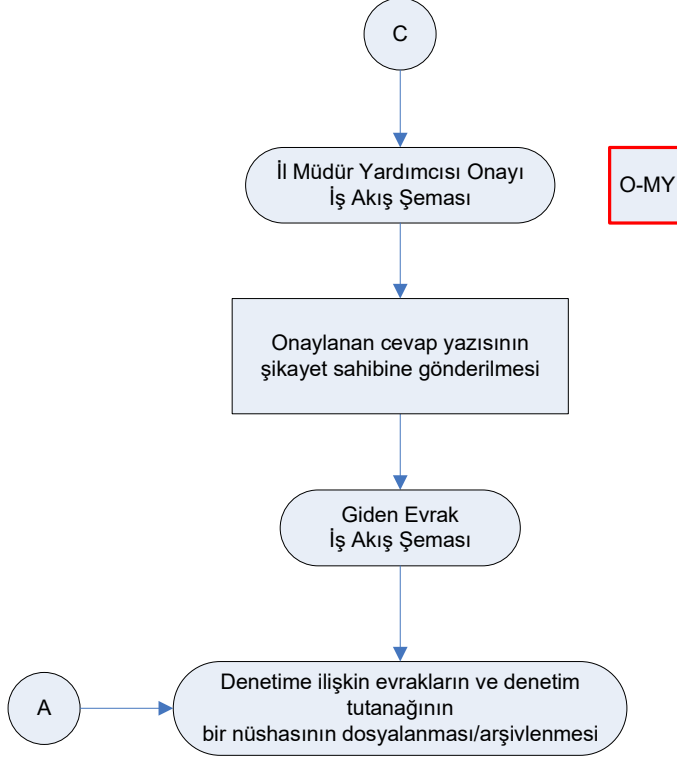 C
İl Müdür Yardımcısı Onayı
İş Akış Şeması
O-MY
Onaylanan cevap yazısının
şikayet sahibine gönderilmesi
Giden Evrak
İş Akış Şeması
A
Denetime ilişkin evrakların ve denetim
tutanağının
bir nüshasının dosyalanması/arşivlenmesi